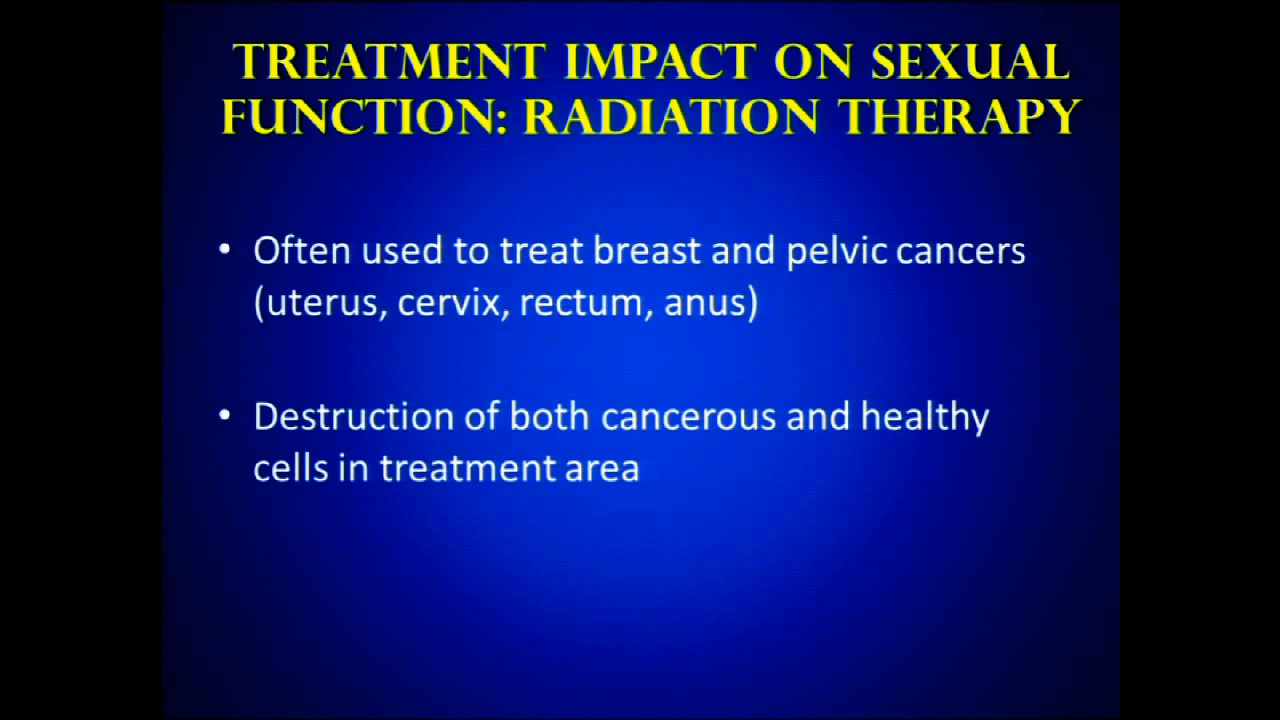 TREATMENT IMPACT ON SEXUAL
FUNCTION: RADIATION THERAPY
• Often used to treat breast and pelvic cancers
(uterus, cervix, rectum, anus)
• Destruction of both cancerous and healthy
cells in treatment area